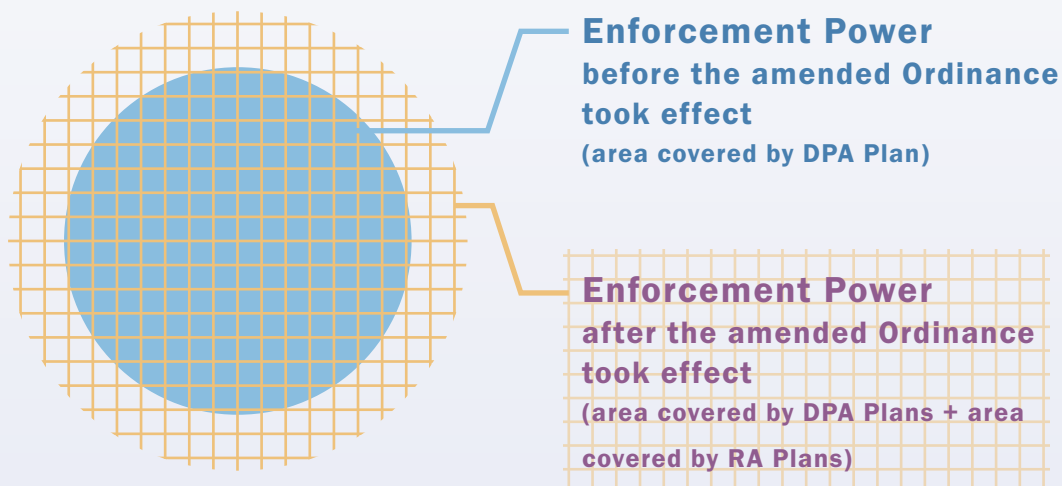 Enforcement Power
before the amended Ordinance
took effect
(area covered by DPA Plan)
Enforcement Power
after the amended Ordinance
took effect
(area covered by DPA Plans + area
covered by RA Plans)